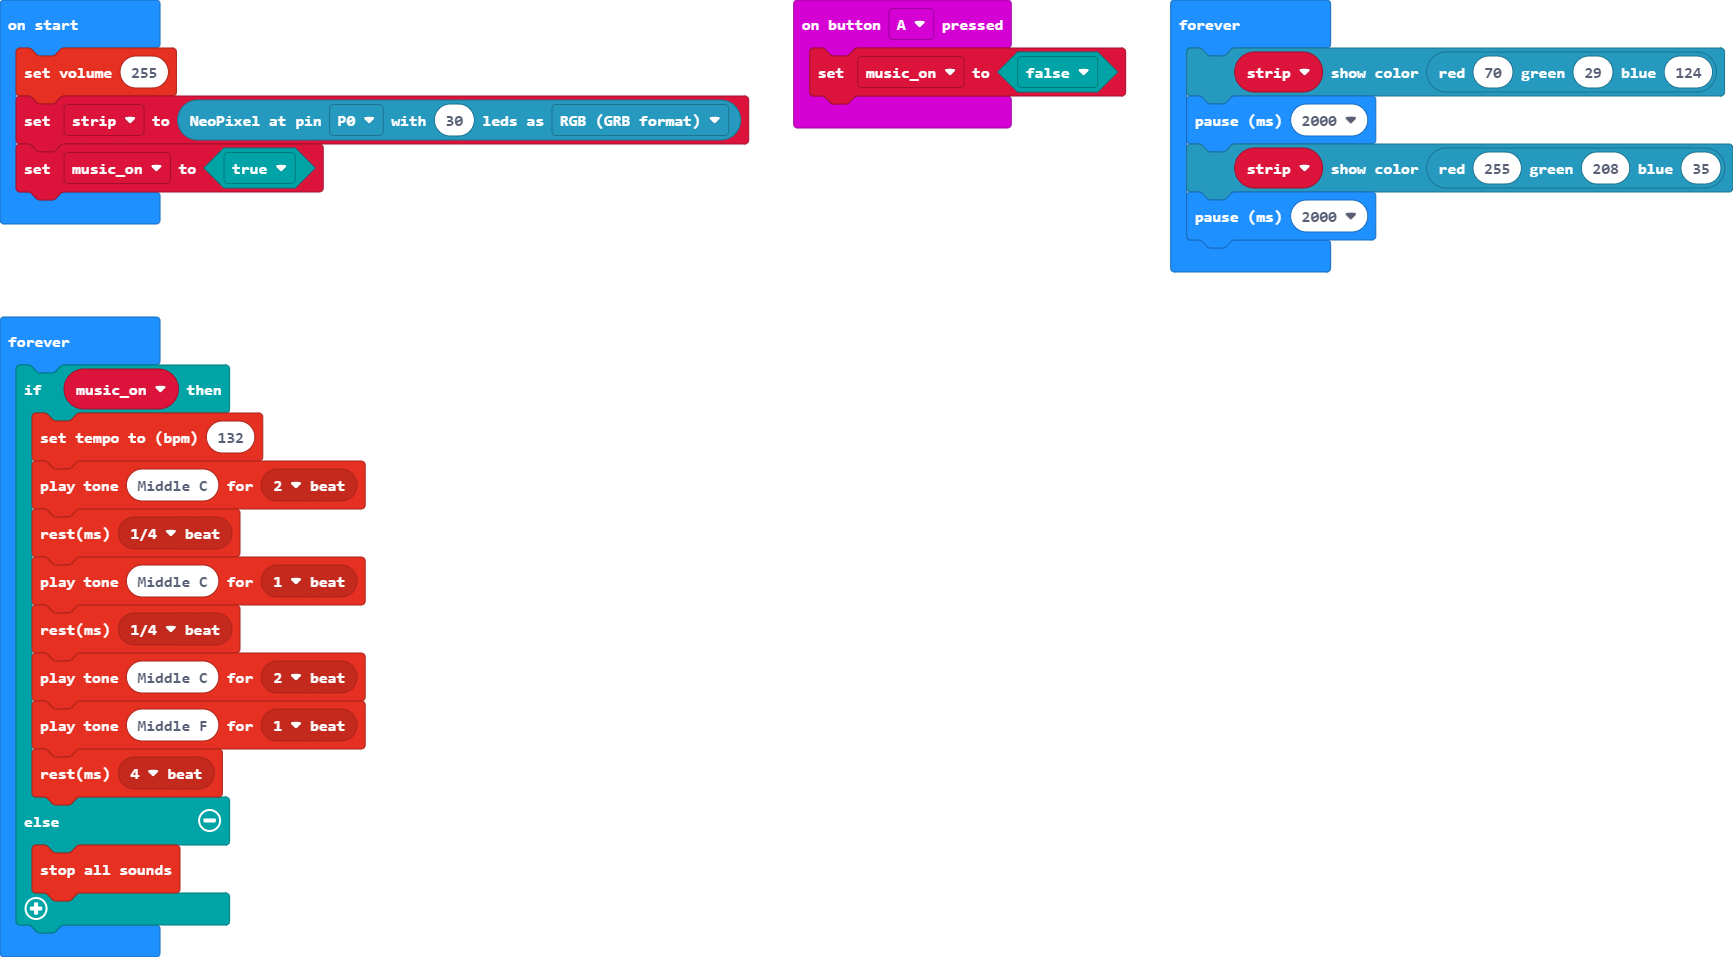 on start
set volume 255
set strip to NeoPixel at pin P0 with 30 leds as RGB (GRB format)
set music_on to true
on button A pressed
set music_on to false
forever
strip show color red 70 green 29 blue 124
pause (ms) 2000
strip show color red 255 green 208 blue 35
pause (ms) 2000
forever
if music_on then
set tempo to (bpm) 132
play tone Middle C for 2 beat
rest(ms) 1/4 beat
play tone Middle C for 1 beat
rest(ms) 1/4 beat
play tone Middle C for 2 beat
play tone Middle F for 1 beat
rest(ms) 4 beat
else
stop all sounds